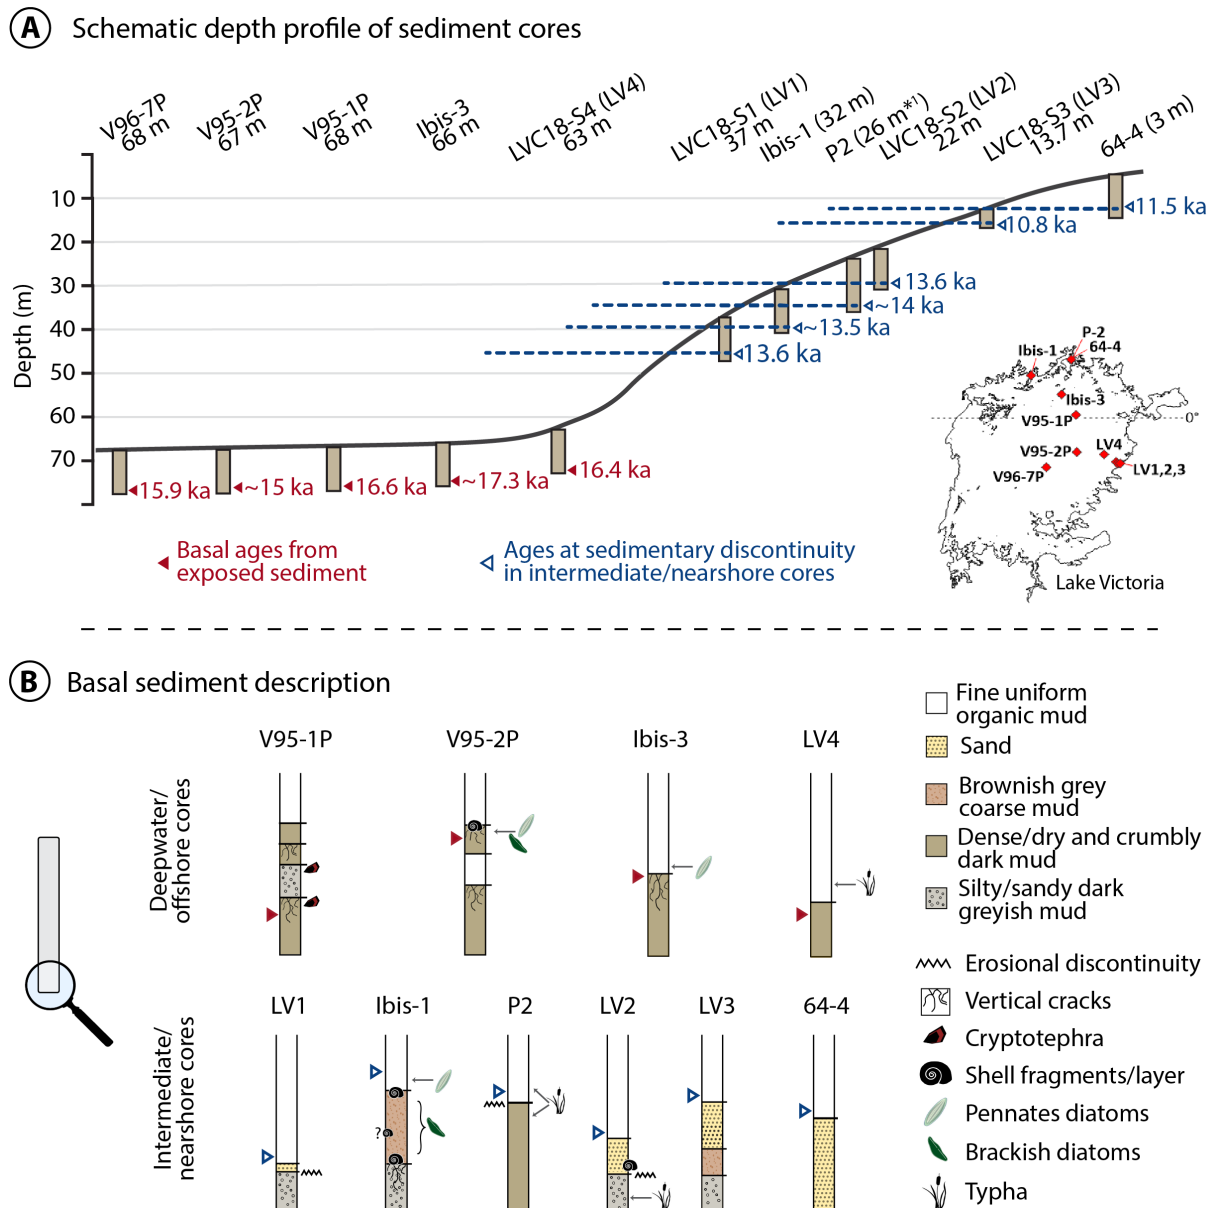 A Schematic depth profile of sediment cores
V96-7P
68 m
V95-2P
67 m
V95-1P
68 m
Ibis-3
66 m
LVC18-S4 (LV4)
63 m
LVC18-S1 (LV1)
37 m
Ibis-1 (32 m)
P2 (26 m*¹)
LVC18-S2 (LV2)
22 m
LVC18-S3 (LV3)
13.7 m
64-4 (3 m)
Depth (m)
10
20
30
40
50
60
70
11.5 ka
10.8 ka
13.6 ka
~14 ka
~13.5 ka
13.6 ka
16.4 ka
~17.3 ka
16.6 ka
~15 ka
15.9 ka
P-2
64-4
Ibis-1
Ibis-3
V95-1P
0°
V95-2P
LV4
V96-7P
LV1,2,3
Lake Victoria
Basal ages from
exposed sediment
Ages at sedimentary discontinuity
in intermediate/nearshore cores
B Basal sediment description
Deepwater/
offshore cores
V95-1P
V95-2P
Ibis-3
LV4
Intermediate/
nearshore cores
LV1
Ibis-1
P2
LV2
LV3
64-4
?
Fine uniform
organic mud
Sand
Brownish grey
coarse mud
Dense/dry and crumbly
dark mud
Silty/sandy dark
greyish mud
Erosional discontinuity
Vertical cracks
Cryptotephra
Shell fragments/layer
Pennates diatoms
Brackish diatoms
Typha